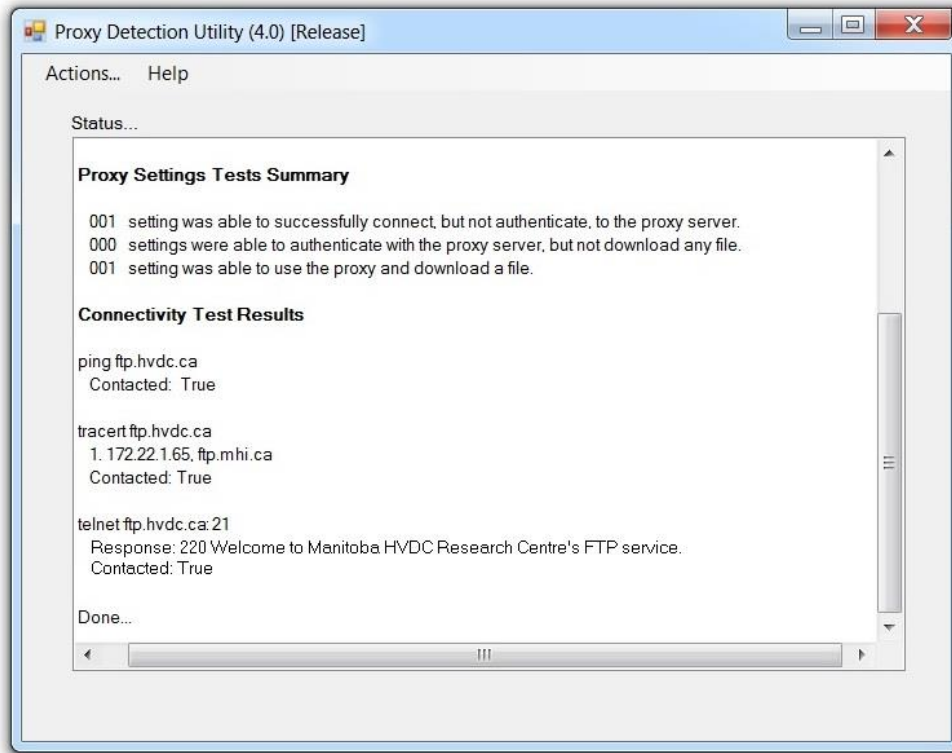 Proxy Detection Utility (4.0) [Release]
Actions... Help
Status...
Proxy Settings Tests Summary
001 setting was able to successfully connect, but not authenticate, to the proxy server.
000 settings were able to authenticate with the proxy server, but not download any file.
001 setting was able to use the proxy and download a file.
Connectivity Test Results
ping ftp.hvdc.ca
Contacted: True
tracert ftp.hvdc.ca
1. 172.22.1.65, ftp.mhi.ca
Contacted: True
telnet ftp.hvdc.ca: 21
Response: 220 Welcome to Manitoba HVDC Research Centre's FTP service.
Contacted: True
Done...